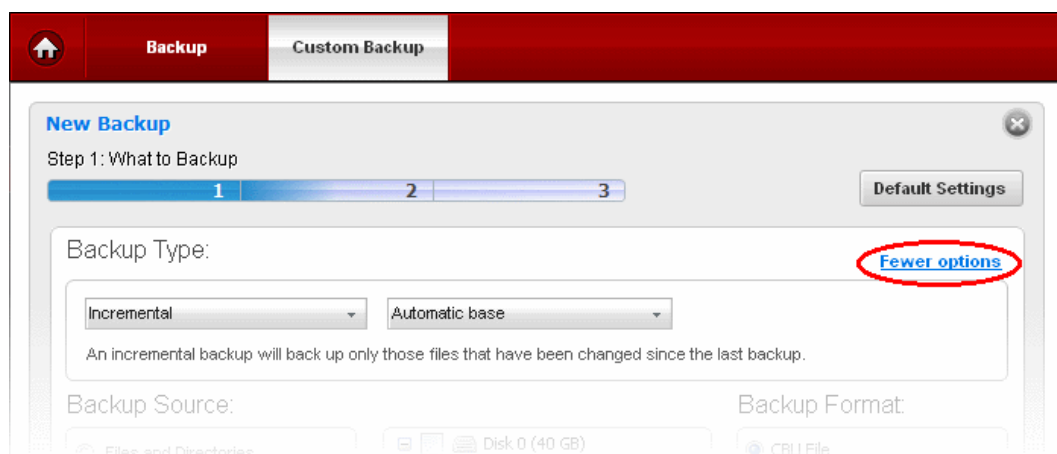 Backup
Custom Backup
New Backup
Step 1: What to Backup
1 2 3
Default Settings
Backup Type:
Fewer options
Incremental
Automatic base
An incremental backup will back up only those files that have been changed since the last backup.
Backup Source:
Backup Format:
Files and Directories
Disk 0 (40 GB)
CBU File